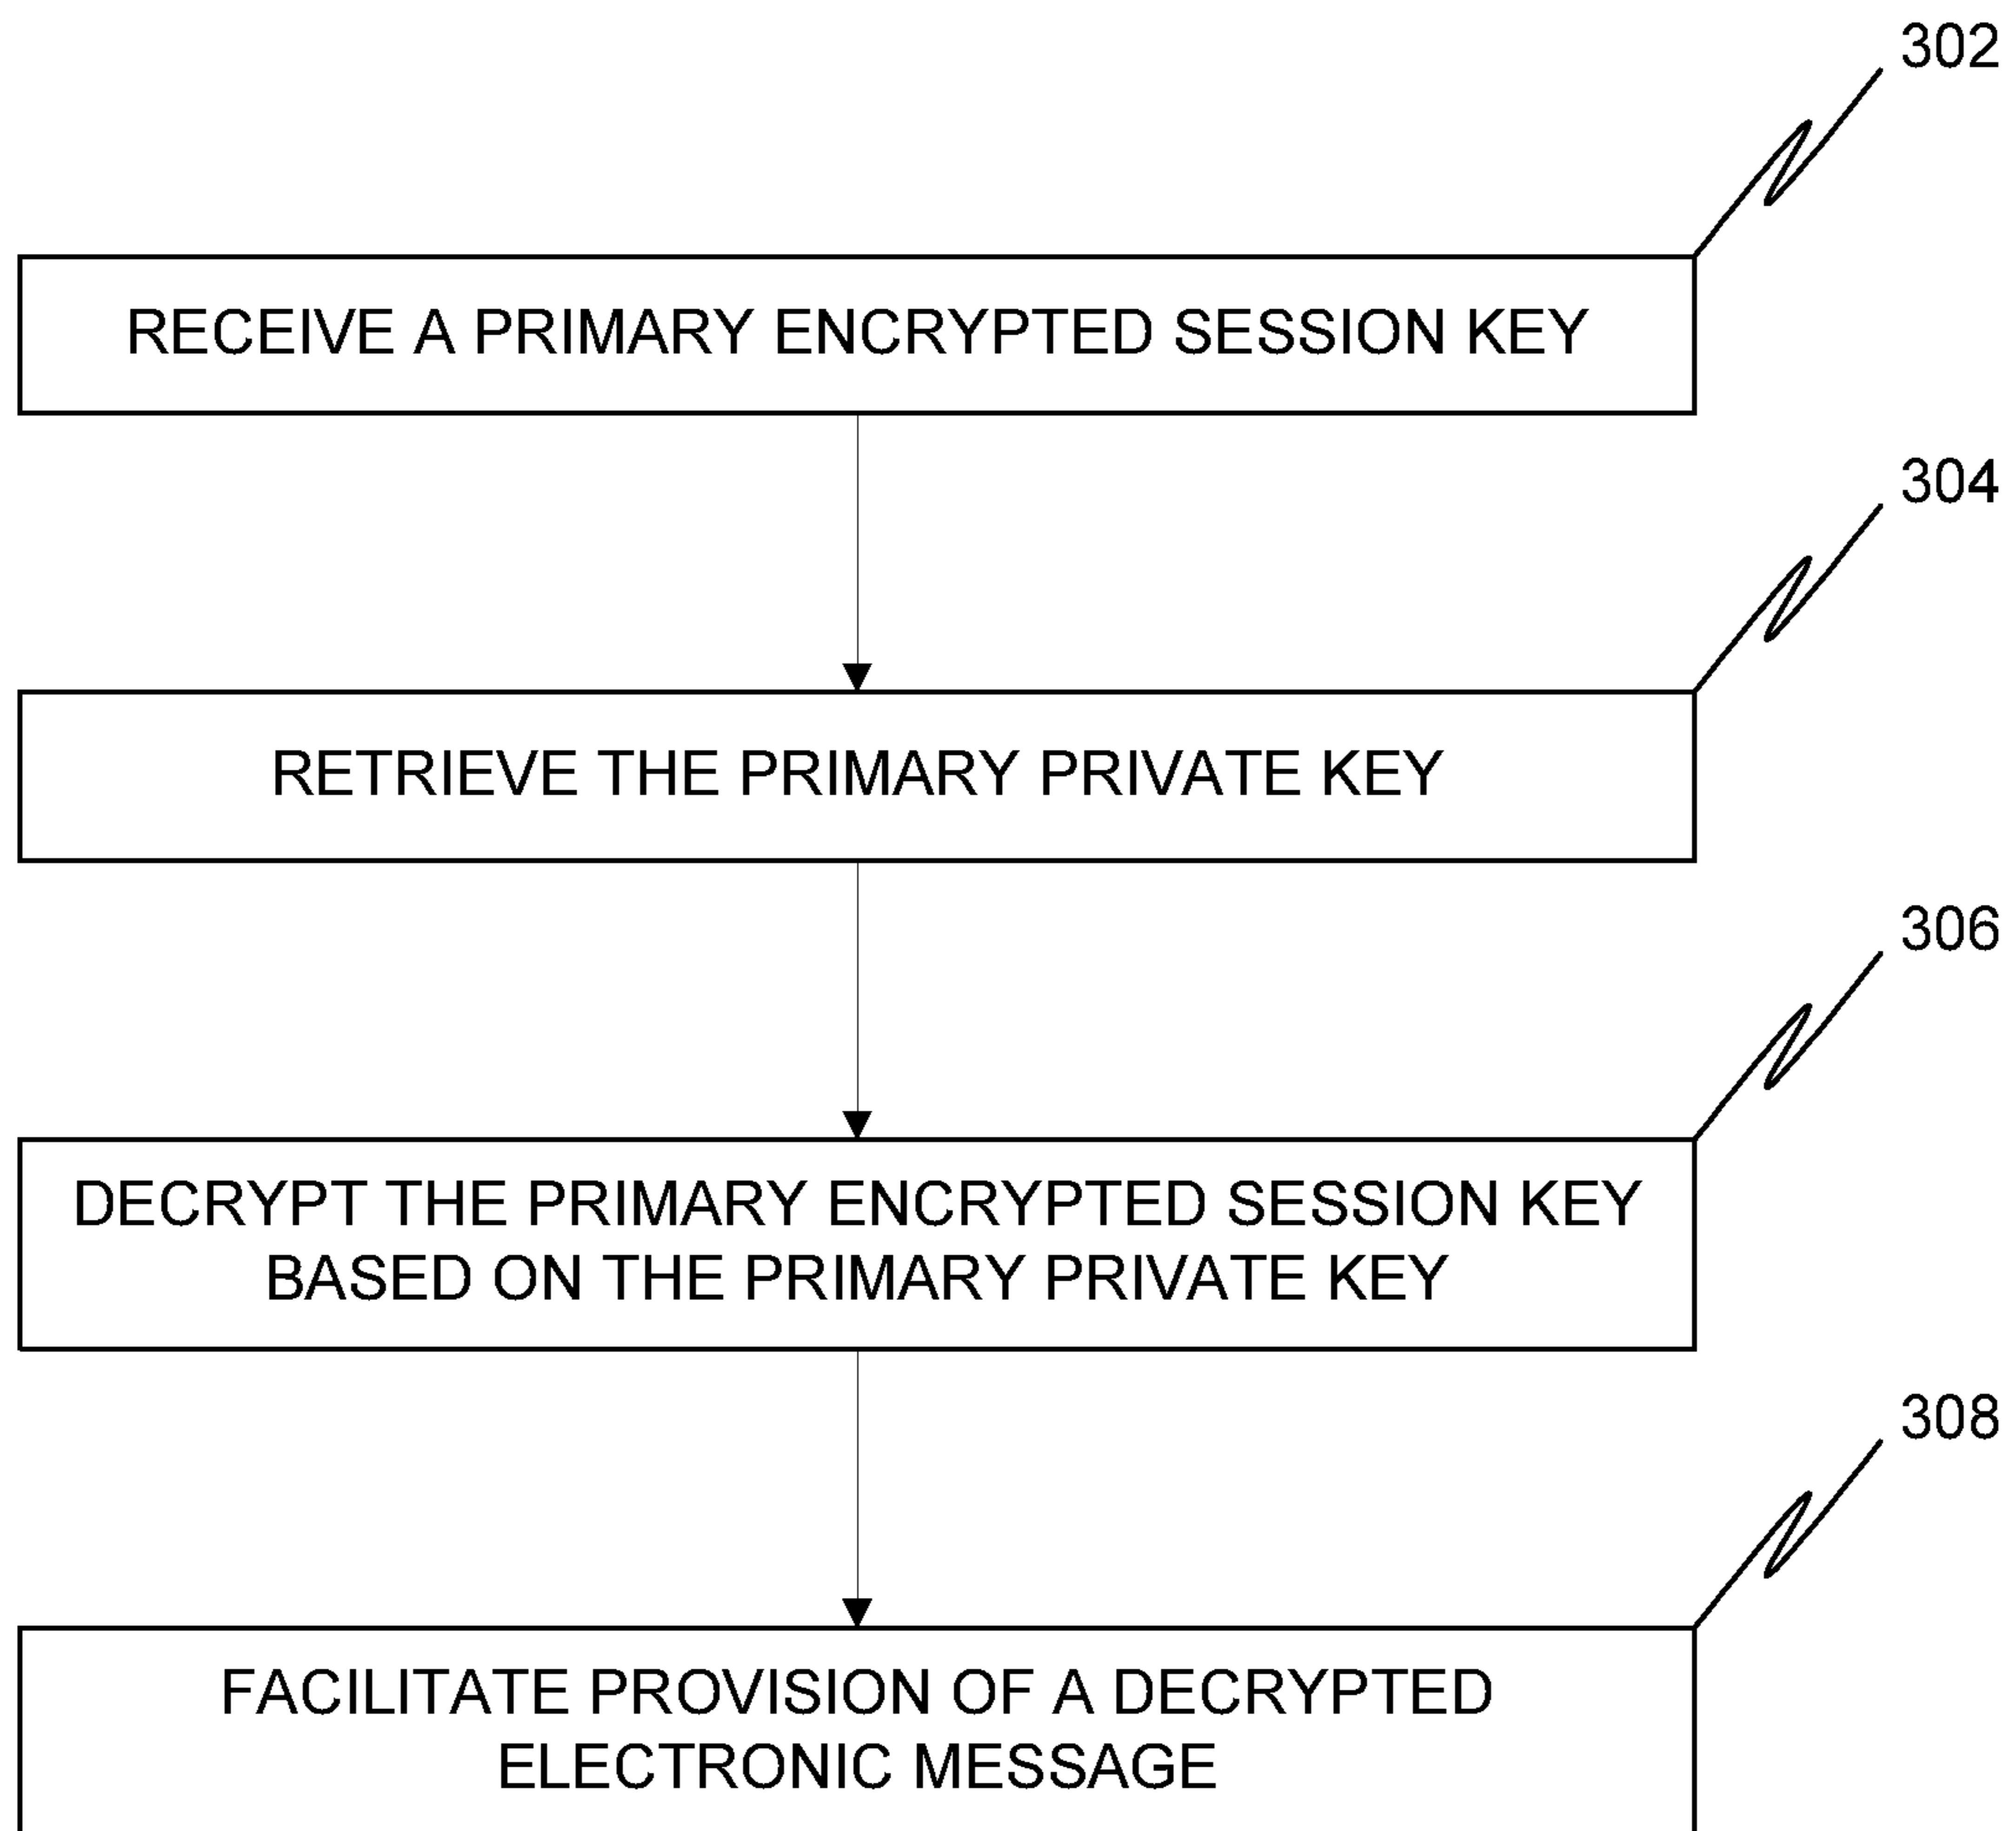 302
RECEIVE A PRIMARY ENCRYPTED SESSION KEY
304
RETRIEVE THE PRIMARY PRIVATE KEY
306
DECRYPT THE PRIMARY ENCRYPTED SESSION KEY
BASED ON THE PRIMARY PRIVATE KEY
308
FACILITATE PROVISION OF A DECRYPTED
ELECTRONIC MESSAGE